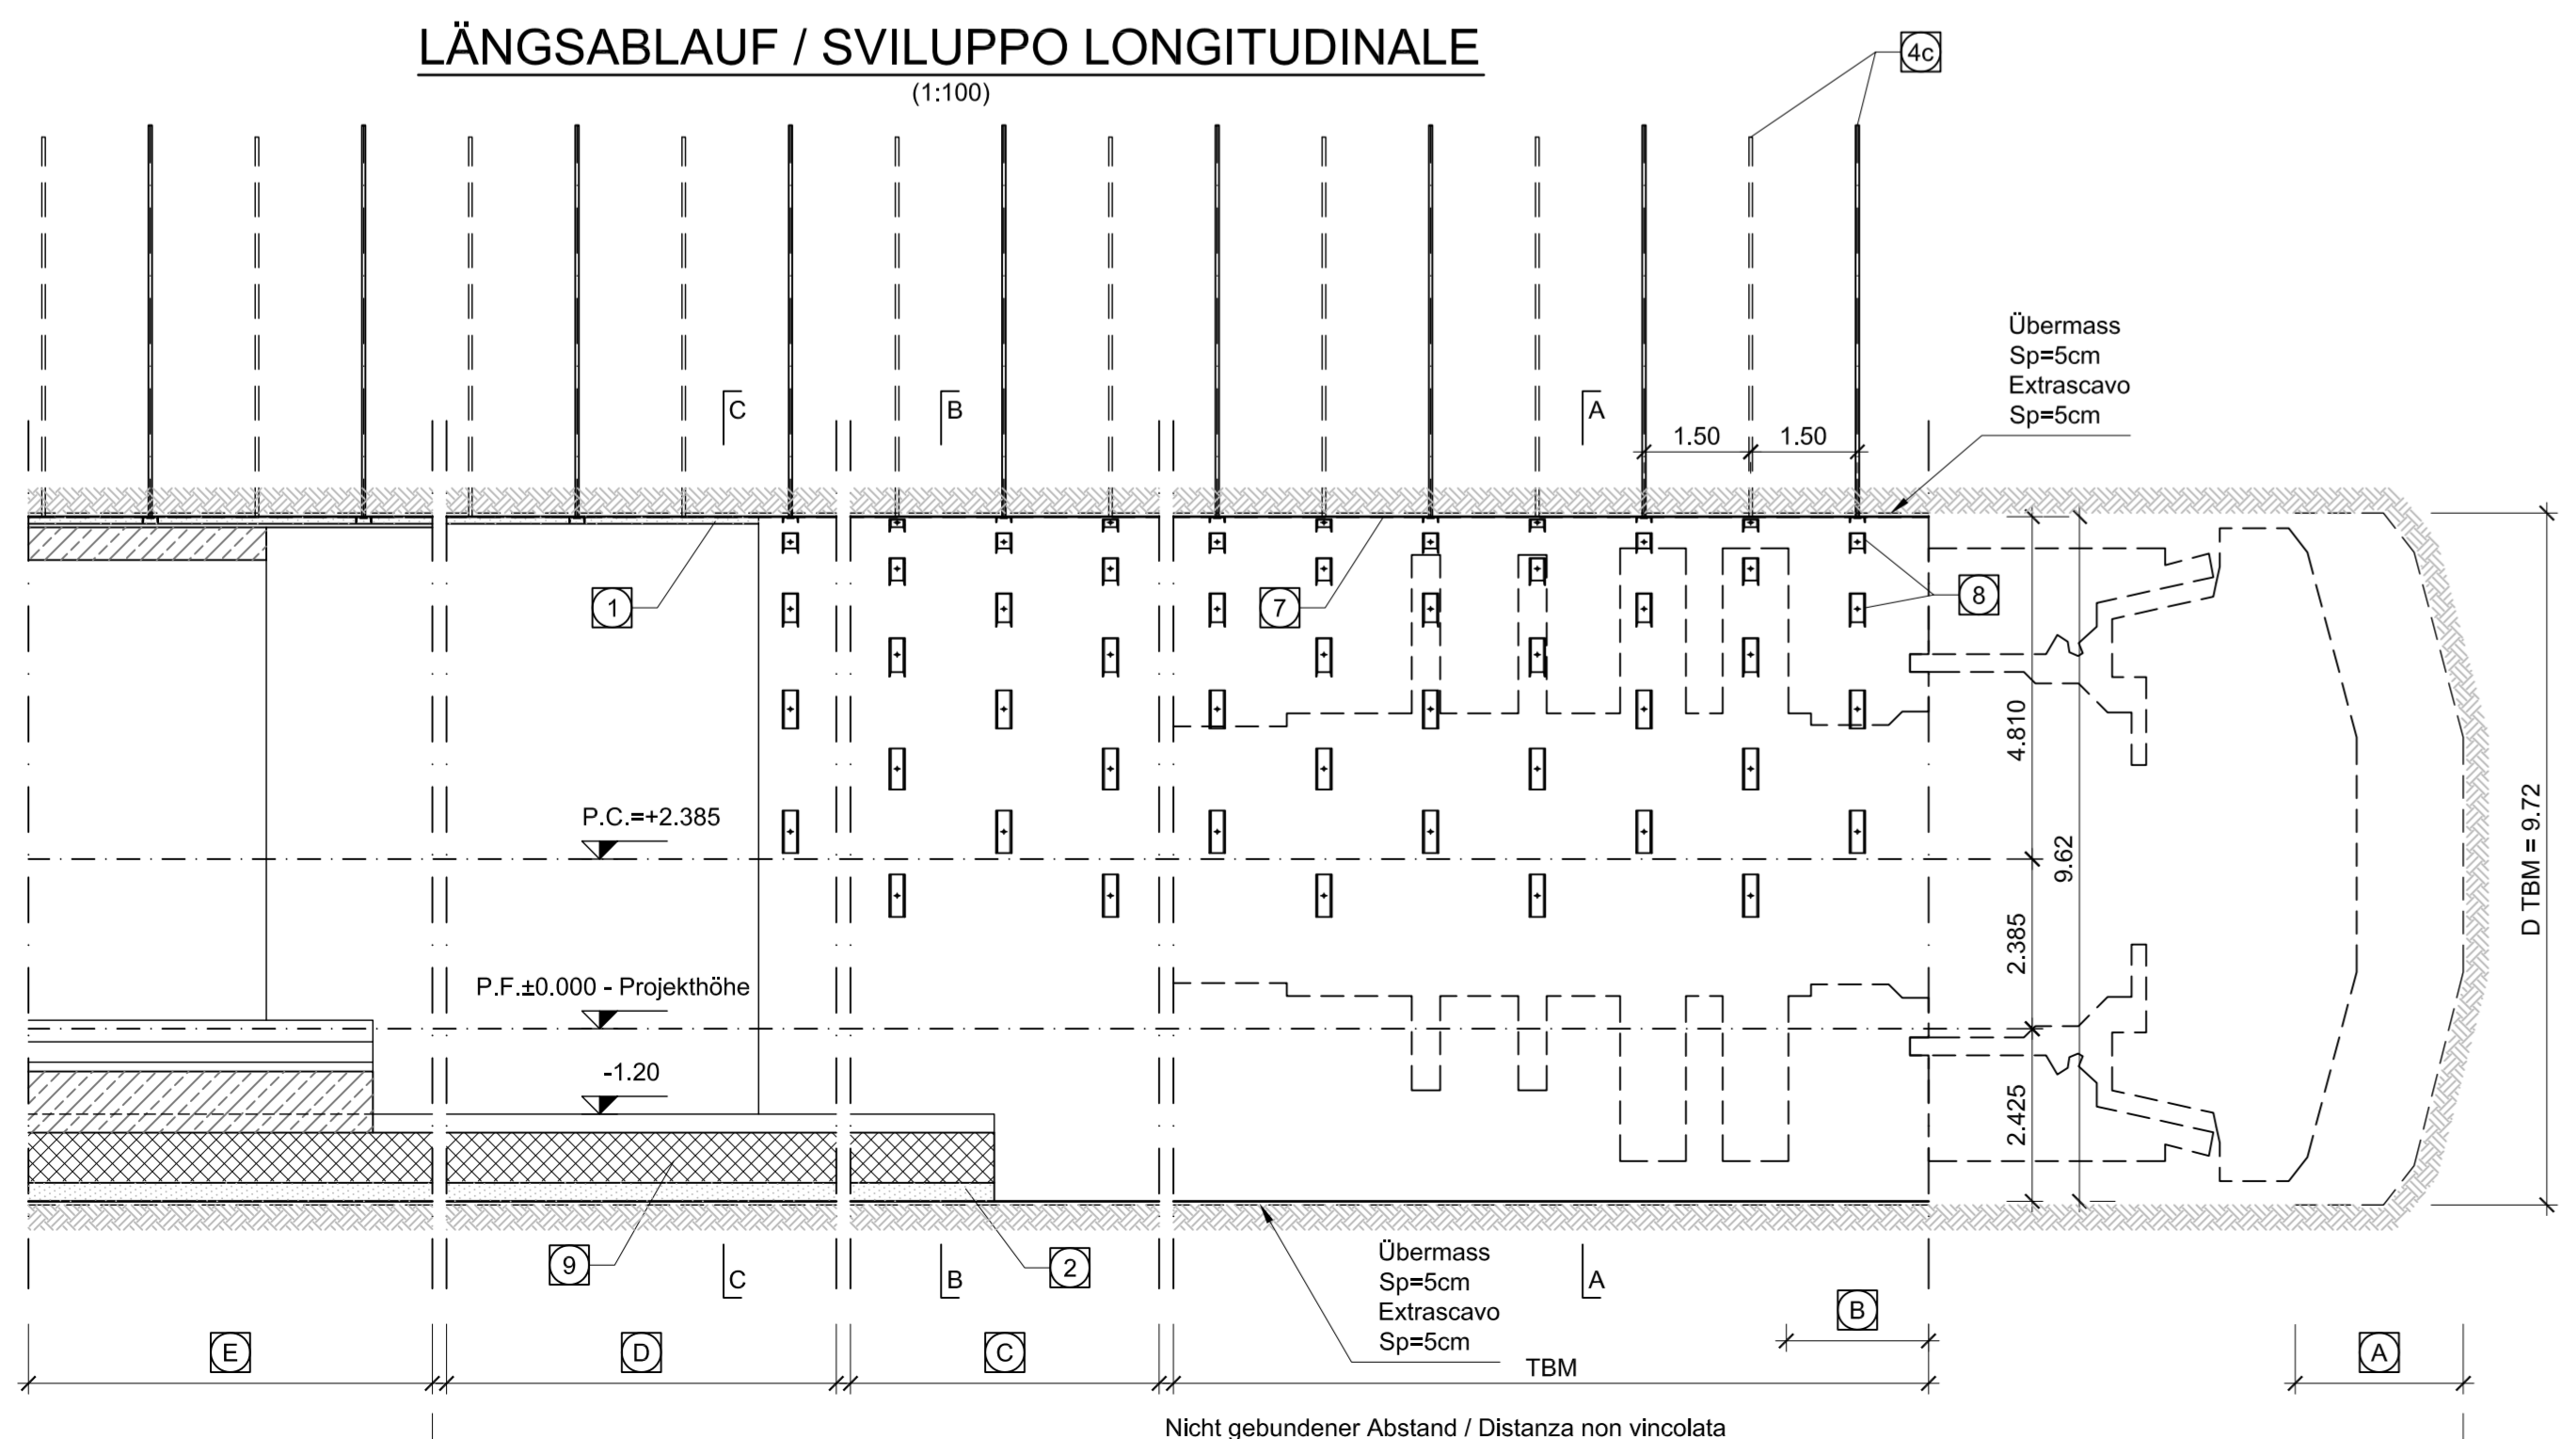 LÄNGSABLAUF / SVILUPPO LONGITUDINALE
(1:100)
4c
Übermass
Sp=5cm
Extrascavo
Sp=5cm
C
B
A
1.50
1.50
1
7
8
4.810
P.C.=+2.385
9.62
D TBM = 9.72
2.385
P.F.±0.000 - Projekthöhe
-1.20
2.425
9
C
B
2
Übermass
Sp=5cm
Extrascavo
Sp=5cm
A
B
E
D
C
TBM
A
Nicht gebundener Abstand / Distanza non vincolata